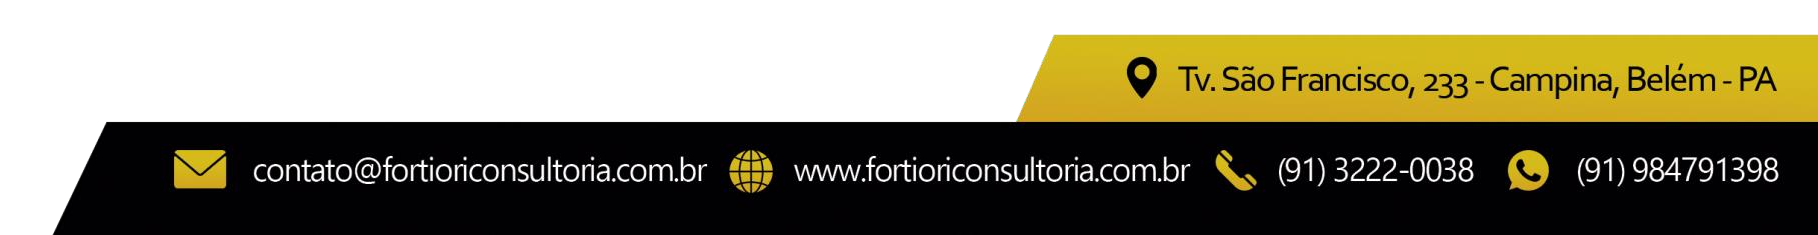 Tv. São Francisco, 233 - Campina, Belém - PA
contato@fortioriconsultoria.com.br www.fortioriconsultoria.com.br (91) 3222-0038 (91) 984791398